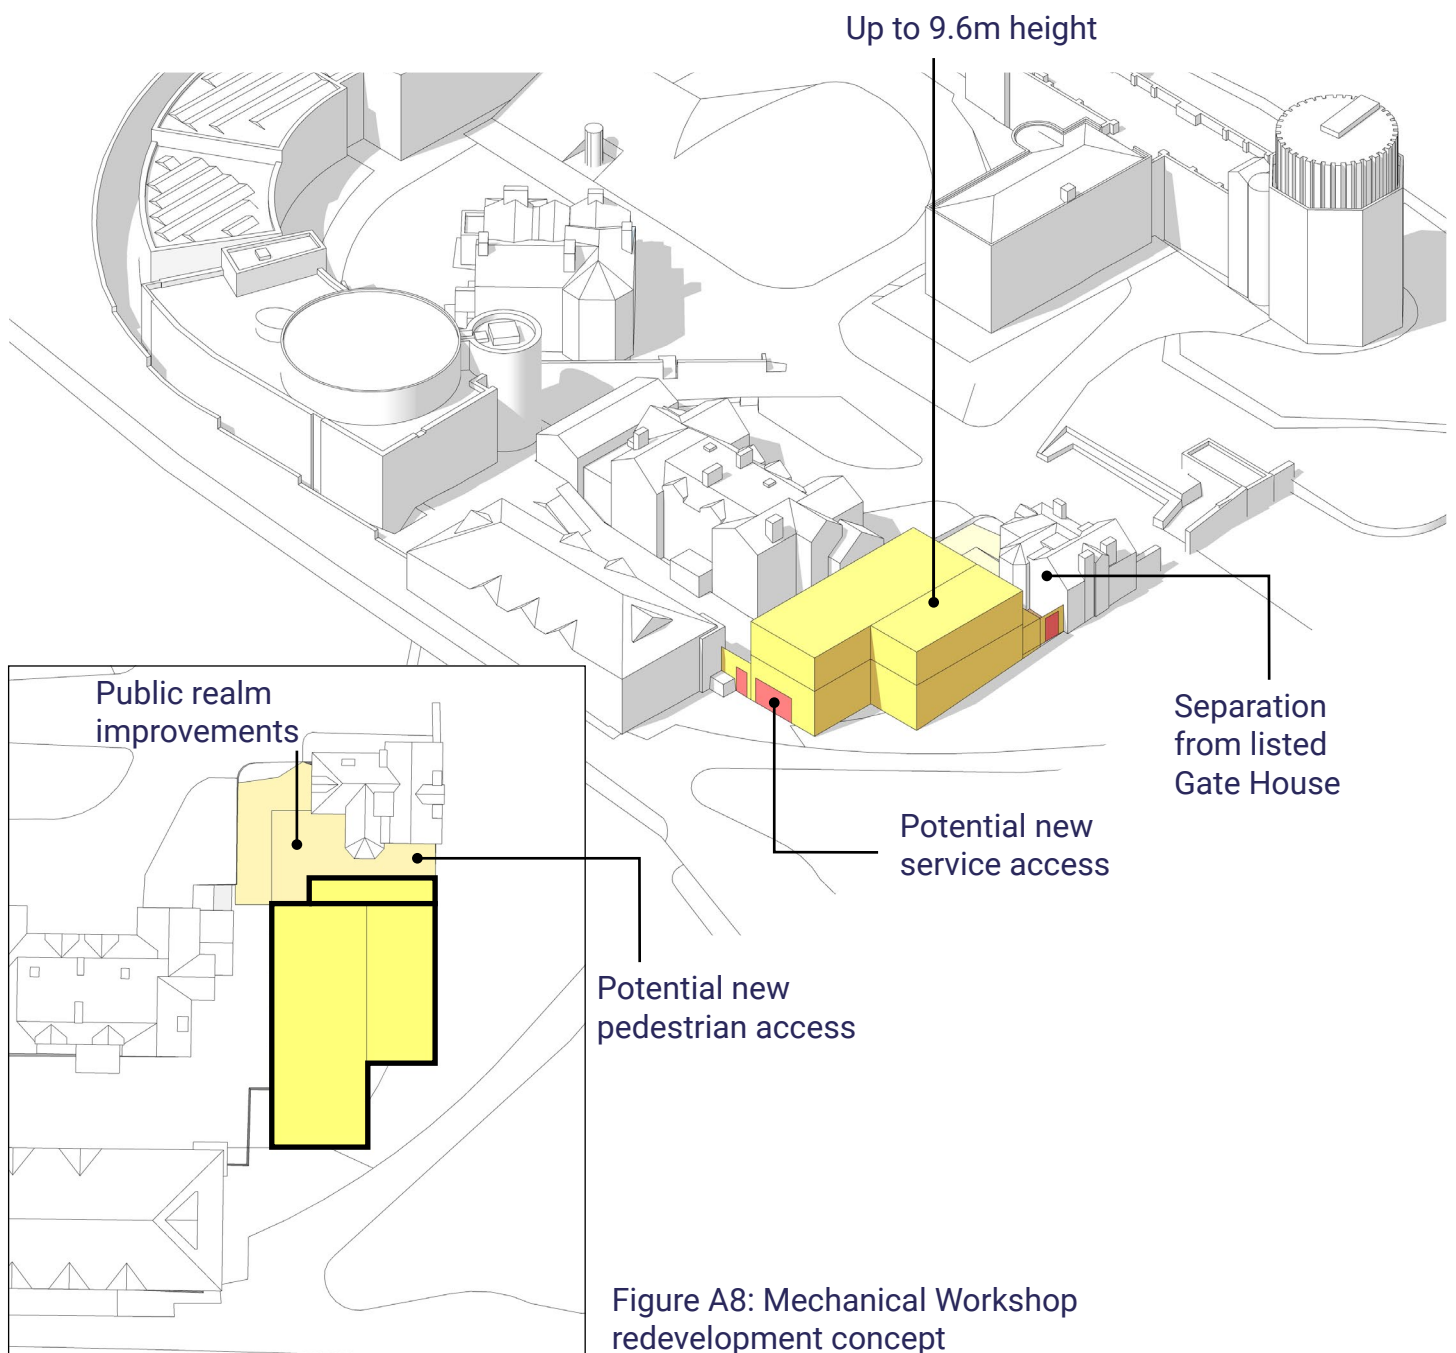 Up to 9.6m height
Public realm
improvements
Separation
from listed
Gate House
Potential new
service access
Potential new
pedestrian access
Figure A8: Mechanical Workshop
redevelopment concept